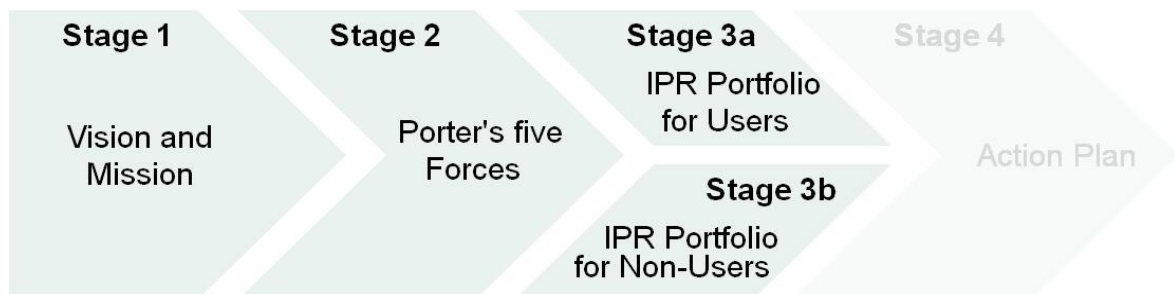 Stage 1
Vision and
Mission
Stage 2
Porter's five
Forces
Stage 3a
IPR Portfolio
for Users
Stage 3b
IPR Portfolio
for Non-Users
Stage 4
Action Plan